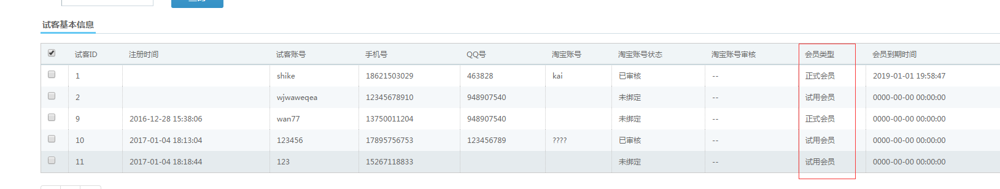 试客基本信息
试客ID 注册时间 试客账号 手机号 QQ号 淘宝账号 淘宝账号状态 淘宝账号审核 会员类型 会员到期时间
1 shike 18621503029 463828 kai 已审核 -- 正式会员 2019-01-01 19:58:47
2 wjwaweqea 12345678910 948907540 未绑定 -- 试用会员 0000-00-00 00:00:00
9 2016-12-28 15:38:06 wan77 13750011204 948907540 未绑定 -- 正式会员 0000-00-00 00:00:00
10 2017-01-04 18:13:04 123456 17895756753 123456789 ???? 已审核 -- 试用会员 0000-00-00 00:00:00
11 2017-01-04 18:18:44 123 15267118833 未绑定 -- 试用会员 0000-00-00 00:00:00